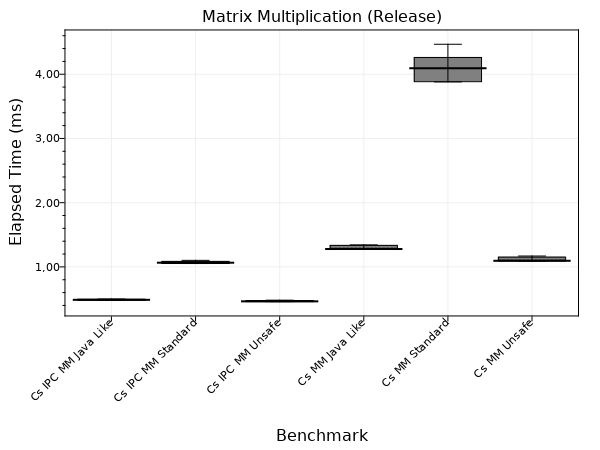 Matrix Multiplication (Release)
Elapsed Time (ms)
4,00
3,00
2,00
1,00
Cs IPC MM Java Like
Cs IPC MM Standard
Cs IPC MM Unsafe
Cs MM Java Like
Cs MM Standard
Cs MM Unsafe
Benchmark